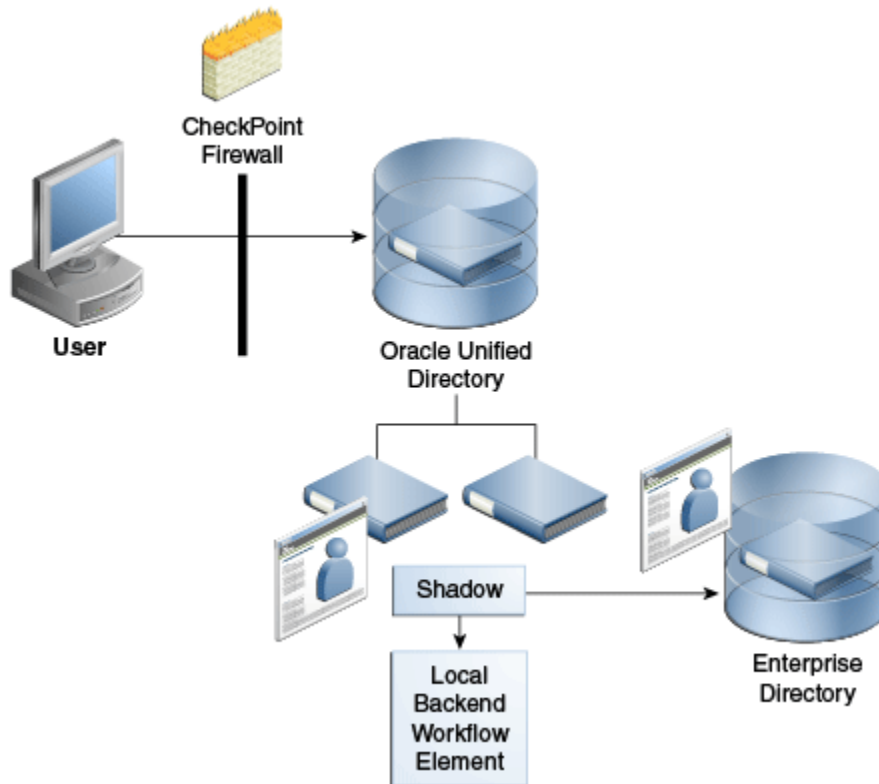 CheckPoint
Firewall
User
Oracle Unified
Directory
Shadow
Local
Backend
Workflow
Element
Enterprise
Directory